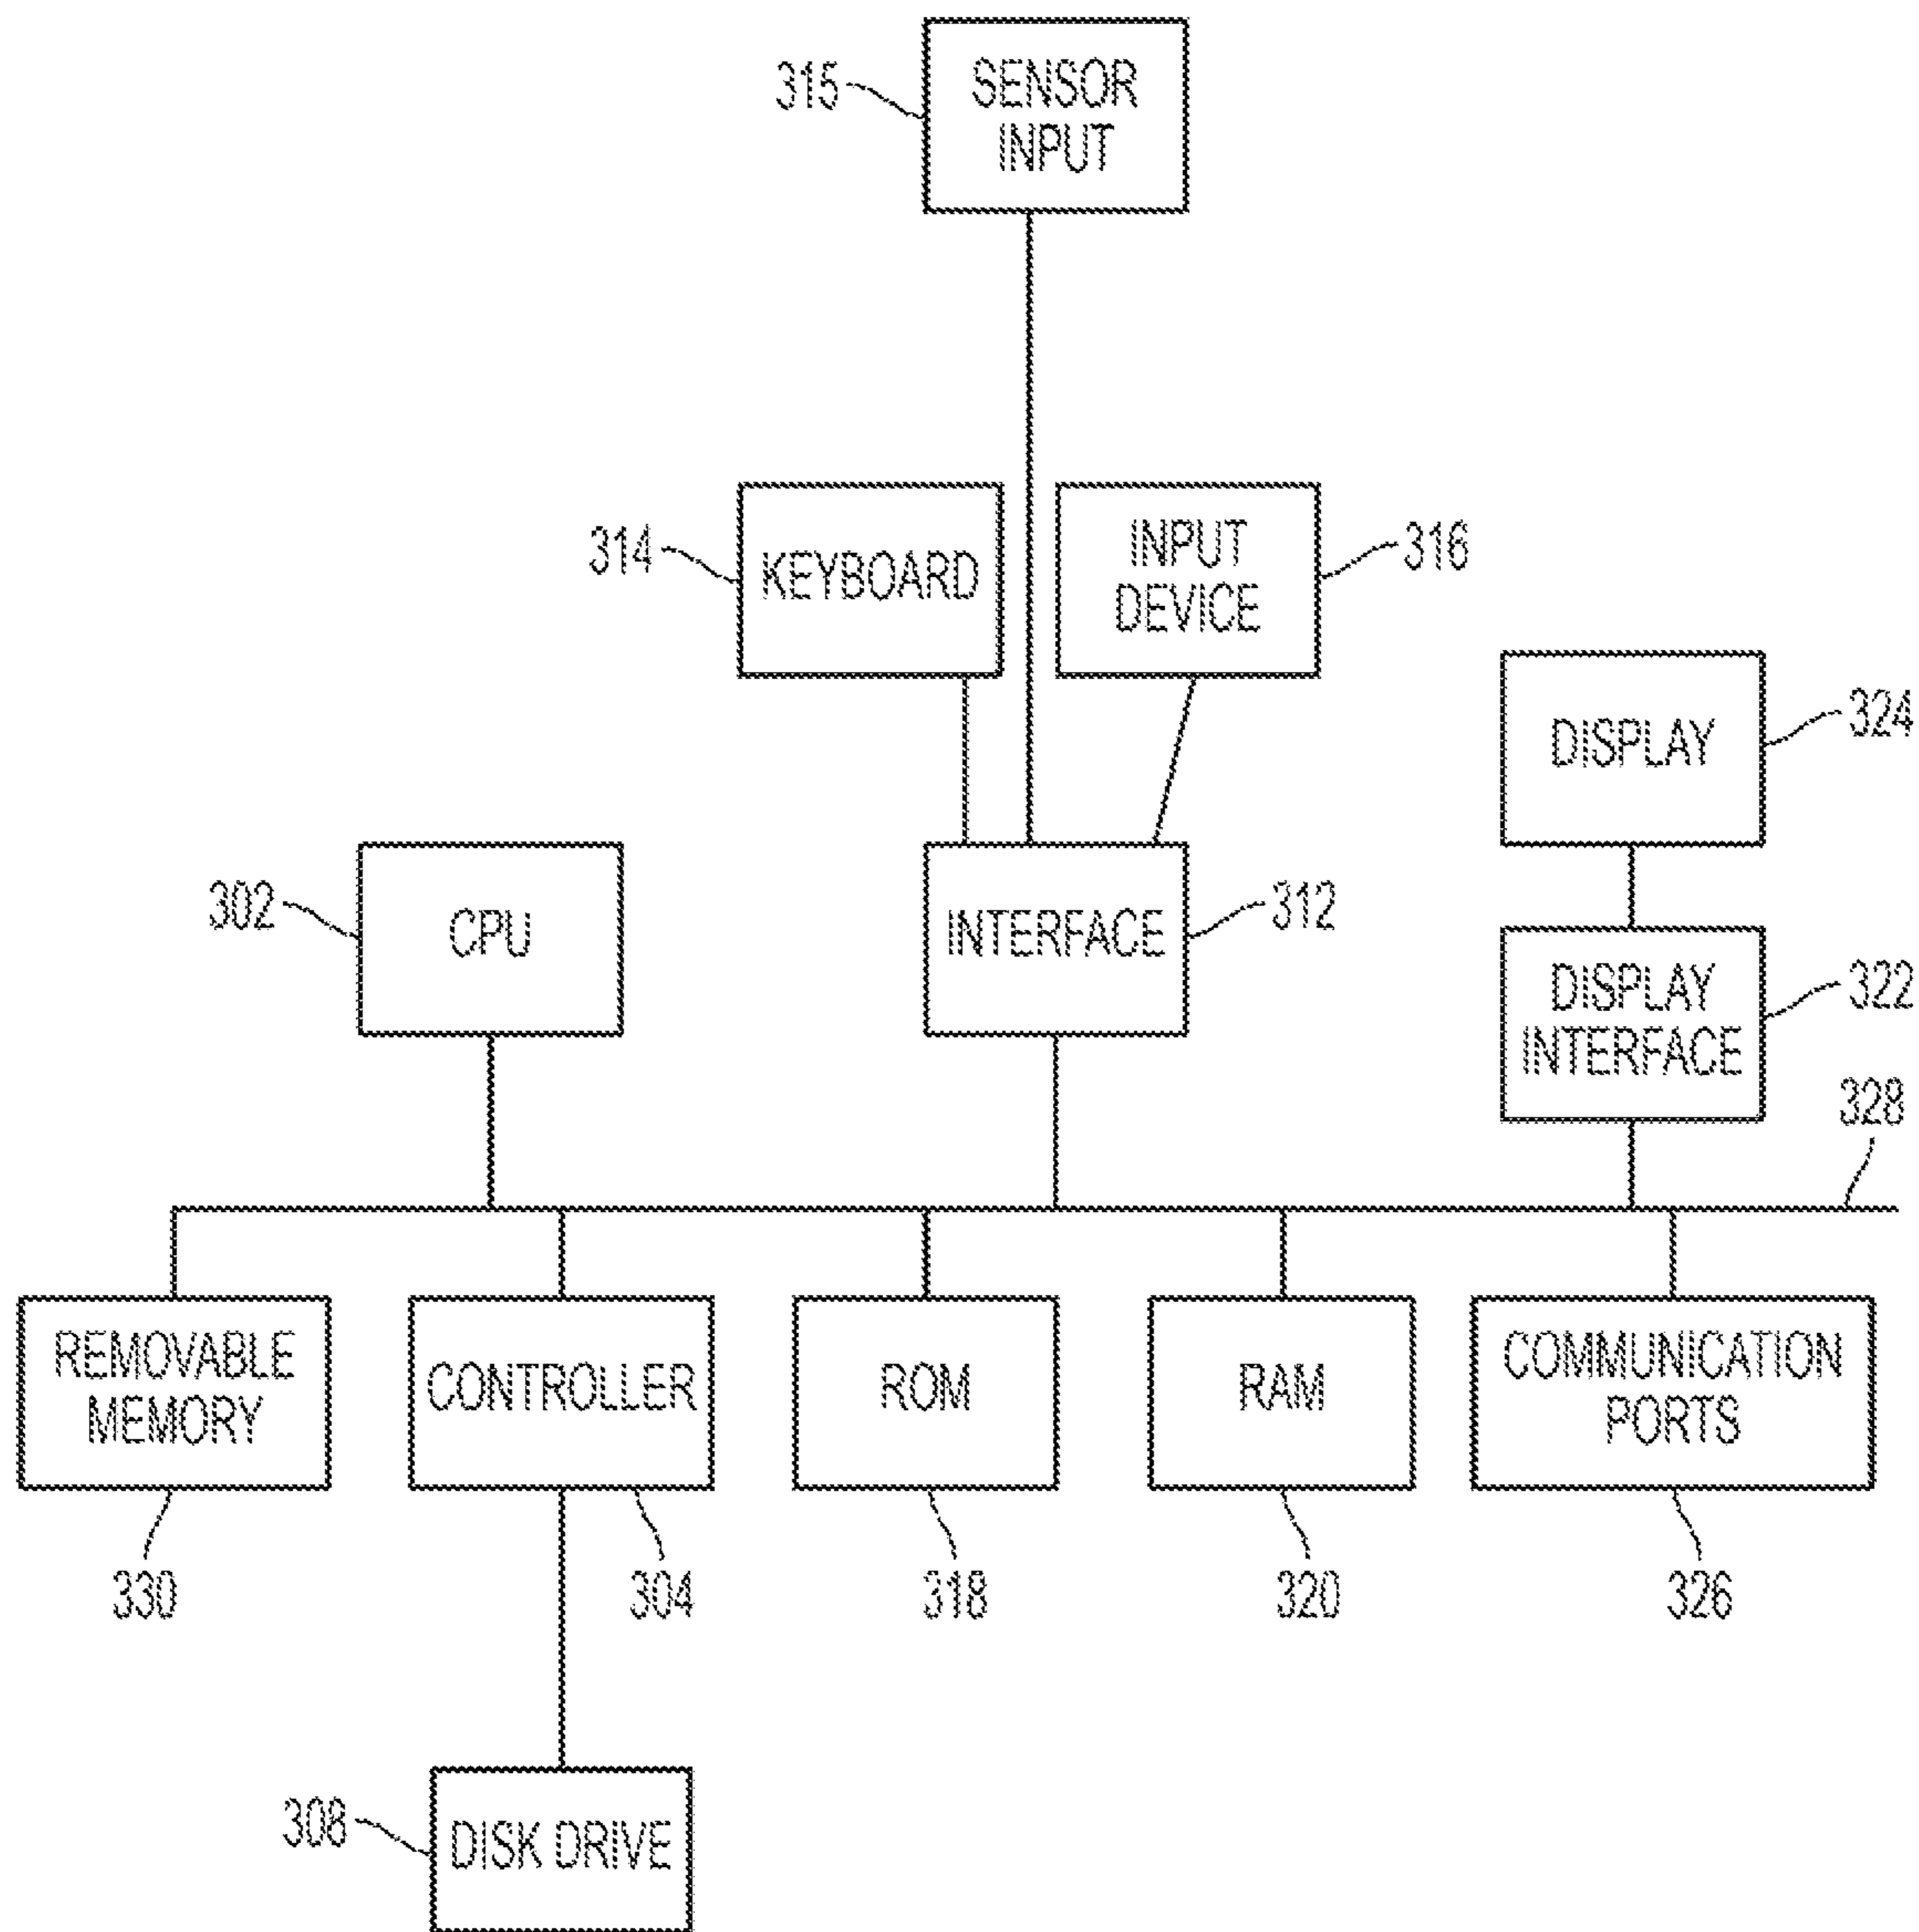 315
SENSOR
INPUT
314
KEYBOARD
INPUT
DEVICE
316
DISPLAY
324
302
CPU
INTERFACE
312
DISPLAY
INTERFACE
322
328
REMOVABLE
MEMORY
CONTROLLER
ROM
RAM
COMMUNICATION
PORTS
330
304
318
320
326
308
DISK DRIVE